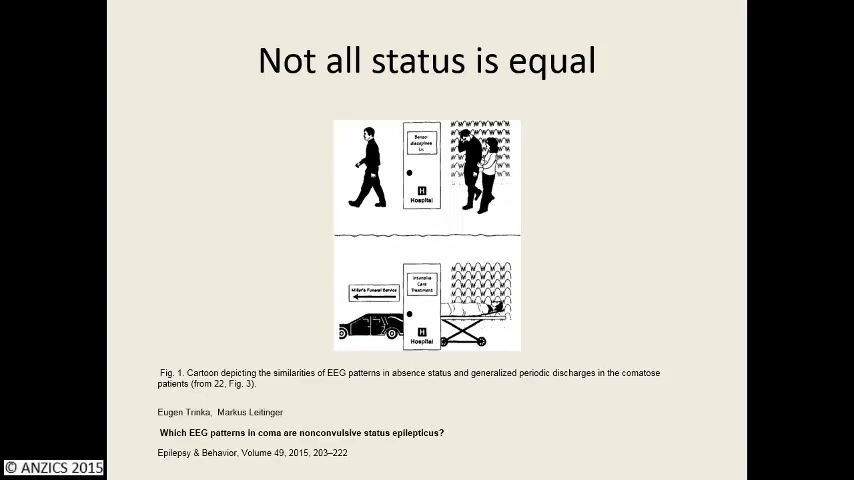 Not all status is equal
Benzo-
diazepines
i.v.
H
Hospital
Intensive
Care
Treatment
Miller's Funeral Service
H
Hospital
Fig. 1. Cartoon depicting the similarities of EEG patterns in absence status and generalized periodic discharges in the comatose
patients (from 22, Fig. 3).
Eugen Trinka, Markus Leitinger
Which EEG patterns in coma are nonconvulsive status epilepticus?
Epilepsy & Behavior, Volume 49, 2015, 203–222
© ANZICS 2015